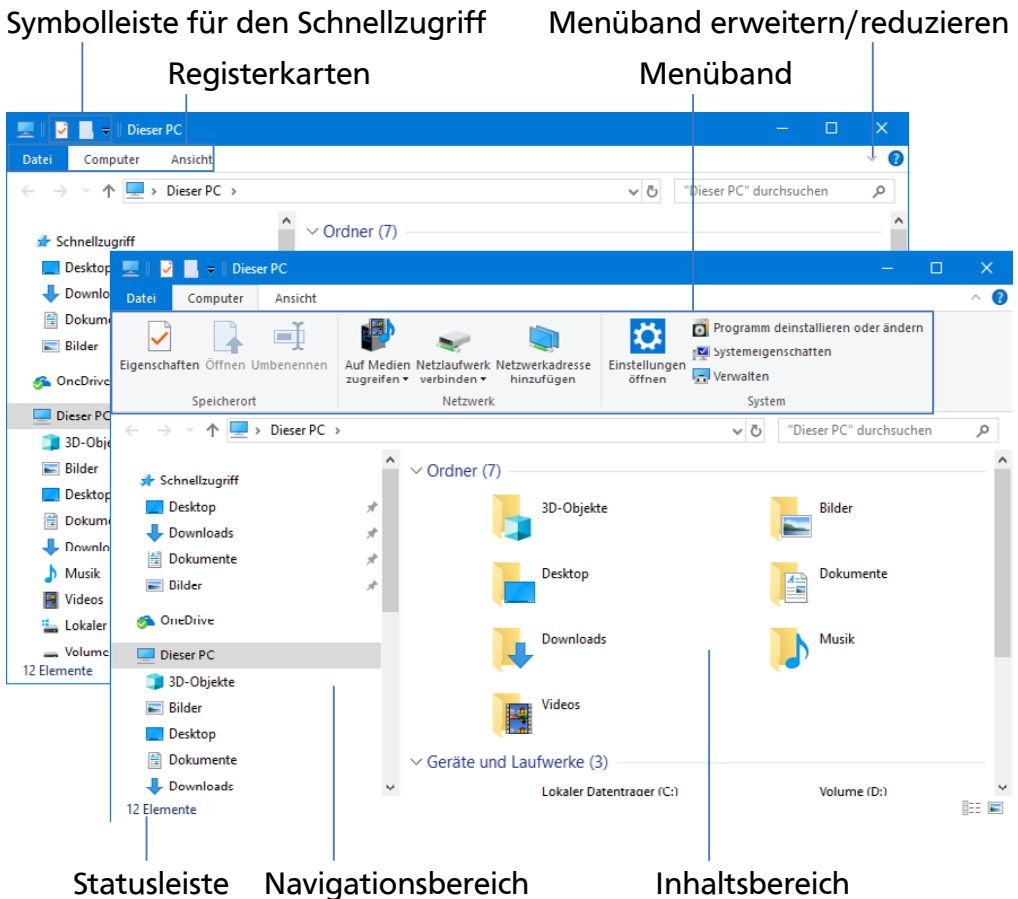 Symbolleiste für den Schnellzugriff Menüband erweitern/reduzieren
Registerkarten Menüband
Dieser PC
Datei Computer Ansicht
Dieser PC "Dieser PC" durchsuchen
Schnellzugriff
Desktop
Downlo
Dokume
Bilder
OneDrive
Dieser PC
3D-Obje
Bilder
Desktop
Dokume
Downlo
Musik
Videos
Lokaler
Volume
12 Elemente
Ordner (7)
Dieser PC
Datei Computer Ansicht
Eigenschaften Öffnen Umbenennen
Speicherort
Auf Medien zugreifen
Netzlaufwerk verbinden
Netzwerkadresse hinzufügen
Netzwerk
Einstellungen öffnen
Programm deinstallieren oder ändern
Systemeigenschaften
Verwalten
System
Dieser PC "Dieser PC" durchsuchen
Schnellzugriff
Desktop
Downloads
Dokumente
Bilder
OneDrive
Dieser PC
3D-Objekte
Bilder
Desktop
Dokumente
Downloads
12 Elemente
Ordner (7)
3D-Objekte Bilder
Desktop Dokumente
Downloads Musik
Videos
Geräte und Laufwerke (3)
Lokaler Datenträger (C:) Volume (D:)
Statusleiste Navigationsbereich Inhaltsbereich